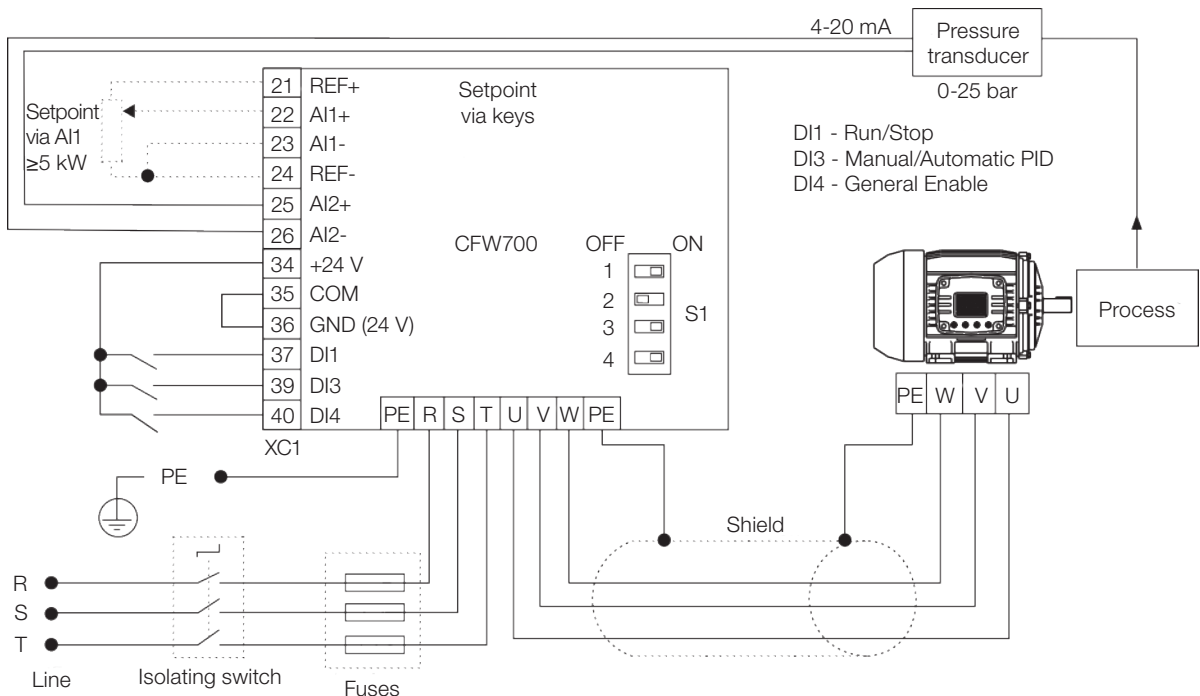 4-20 mA
Pressure
transducer
0-25 bar
Setpoint
via AI1
≥5 kW
21 REF+
22 AI1+
23 AI1-
24 REF-
25 AI2+
26 AI2-
34 +24 V
35 COM
36 GND (24 V)
37 DI1
39 DI3
40 DI4
XC1
Setpoint
via keys
CFW700
OFF ON
1
2
3
4
S1
DI1 - Run/Stop
DI3 - Manual/Automatic PID
DI4 - General Enable
Process
PE R S T U V W PE
PE W V U
PE
Shield
R
S
T
Line
Isolating switch
Fuses